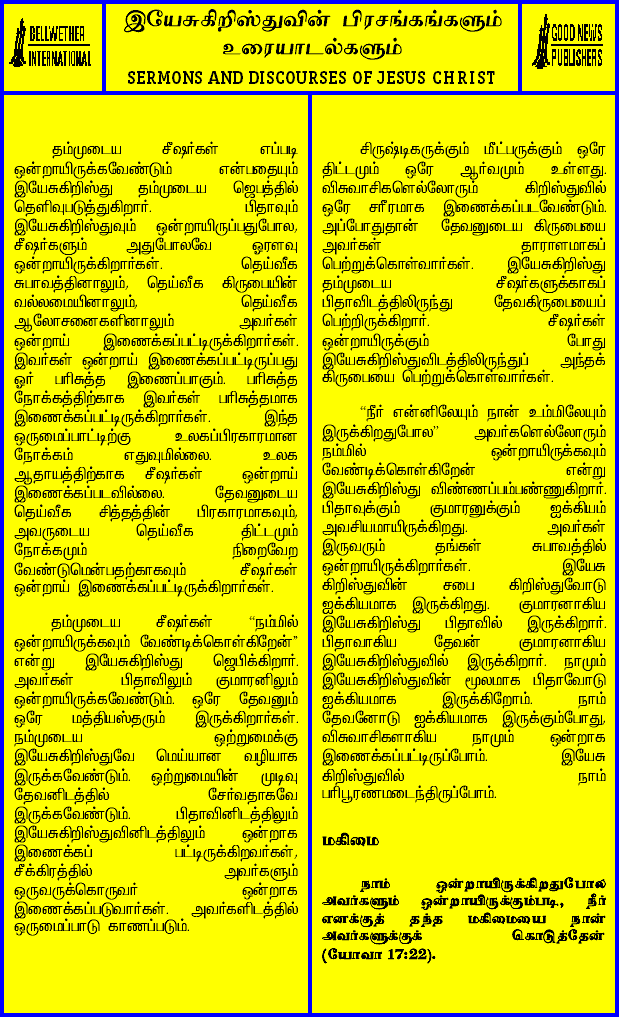 BELLWETHER
INTERNATIONAL
இயேசுகிறிஸ்துவின் பிரசங்கங்களும்
உரையாடல்களும்
SERMONS AND DISCOURSES OF JESUS CHRIST
GOOD NEWS
PUBLISHERS
தம்முடைய சீஷர்கள் எப்படி
ஒன்றாயிருக்கவேண்டும் என்பதையும்
இயேசுகிறிஸ்து தம்முடைய ஜெபத்தில்
தெளிவுபடுத்துகிறார். பிதாவும்
இயேசுகிறிஸ்துவும் ஒன்றாயிருப்பதுபோல,
சீஷர்களும் அதுபோலவே ஓரளவு
ஒன்றாயிருக்கிறார்கள். தெய்வீக
சுபாவத்தினாலும், தெய்வீக கிருபையின்
வல்லமையினாலும், தெய்வீக
ஆலோசனைகளினாலும் அவர்கள்
ஒன்றாய் இணைக்கப்பட்டிருக்கிறார்கள்.
இவர்கள் ஒன்றாய் இணைக்கப்பட்டிருப்பது
ஓர் பரிசுத்த இணைப்பாகும். பரிசுத்த
நோக்கத்திற்காக இவர்கள் பரிசுத்தமாக
இணைக்கப்பட்டிருக்கிறார்கள். இந்த
ஒருமைப்பாட்டிற்கு உலகப்பிரகாரமான
நோக்கம் எதுவுமில்லை. உலக
ஆதாயத்திற்காக சீஷர்கள் ஒன்றாய்
இணைக்கப்படவில்லை. தேவனுடைய
தெய்வீக சித்தத்தின் பிரகாரமாகவும்,
அவருடைய தெய்வீக திட்டமும்
நோக்கமும் நிறைவேற
வேண்டுமென்பதற்காகவும் சீஷர்கள்
ஒன்றாய் இணைக்கப்பட்டிருக்கிறார்கள்.
தம்முடைய சீஷர்கள் “நம்மில்
ஒன்றாயிருக்கவும் வேண்டிக்கொள்கிறேன்”
என்று இயேசுகிறிஸ்து ஜெபிக்கிறார்.
அவர்கள் பிதாவிலும் குமாரனிலும்
ஒன்றாயிருக்கவேண்டும். ஒரே தேவனும்
ஒரே மத்தியஸ்தரும் இருக்கிறார்கள்.
நம்முடைய ஒற்றுமைக்கு
இயேசுகிறிஸ்துவே மெய்யான வழியாக
இருக்கவேண்டும். ஒற்றுமையின் முடிவு
தேவனிடத்தில் சேர்வதாகவே
இருக்கவேண்டும். பிதாவினிடத்திலும்
இயேசுகிறிஸ்துவினிடத்திலும் ஒன்றாக
இணைக்கப் பட்டிருக்கிறவர்கள்,
சீக்கிரத்தில் அவர்களும்
ஒருவருக்கொருவர் ஒன்றாக
இணைக்கப்படுவார்கள். அவர்களிடத்தில்
ஒருமைப்பாடு காணப்படும்.
சிருஷ்டிகருக்கும் மீட்பருக்கும் ஒரே
திட்டமும் ஒரே ஆர்வமும் உள்ளது.
விசுவாசிகளெல்லோரும் கிறிஸ்துவில்
ஒரே சரீரமாக இணைக்கப்படவேண்டும்.
அப்போதுதான் தேவனுடைய கிருபையை
அவர்கள் தாராளமாகப்
பெற்றுக்கொள்வார்கள். இயேசுகிறிஸ்து
தம்முடைய சீஷர்களுக்காகப்
பிதாவிடத்திலிருந்து தேவகிருபையைப்
பெற்றிருக்கிறார். சீஷர்கள்
ஒன்றாயிருக்கும் போது
இயேசுகிறிஸ்துவிடத்திலிருந்துப் அந்தக்
கிருபையை பெற்றுக்கொள்வார்கள்.
“நீர் என்னிலேயும் நான் உம்மிலேயும்
இருக்கிறதுபோல” அவர்களெல்லோரும்
நம்மில் ஒன்றாயிருக்கவும்
வேண்டிக்கொள்கிறேன் என்று
இயேசுகிறிஸ்து விண்ணப்பம்பண்ணுகிறார்.
பிதாவுக்கும் குமாரனுக்கும் ஐக்கியம்
அவசியமாயிருக்கிறது. அவர்கள்
இருவரும் தங்கள் சுபாவத்தில்
ஒன்றாயிருக்கிறார்கள். இயேசு
கிறிஸ்துவின் சபை கிறிஸ்துவோடு
ஐக்கியமாக இருக்கிறது. குமாரனாகிய
இயேசுகிறிஸ்து பிதாவில் இருக்கிறார்.
பிதாவாகிய தேவன் குமாரனாகிய
இயேசுகிறிஸ்துவில் இருக்கிறார். நாமும்
இயேசுகிறிஸ்துவின் மூலமாக பிதாவோடு
ஐக்கியமாக இருக்கிறோம். நாம்
தேவனோடு ஐக்கியமாக இருக்கும்போது,
விசுவாசிகளாகிய நாமும் ஒன்றாக
இணைக்கப்பட்டிருப்போம். இயேசு
கிறிஸ்துவில் நாம்
பரிபூரணமடைந்திருப்போம்.
மகிமை
நாம் ஒன்றாயிருக்கிறதுபோல
அவர்களும் ஒன்றாயிருக்கும்படி, நீர்
எனக்குத் தந்த மகிமையை நான்
அவர்களுக்குக் கொடுத்தேன்
(யோவா 17:22).